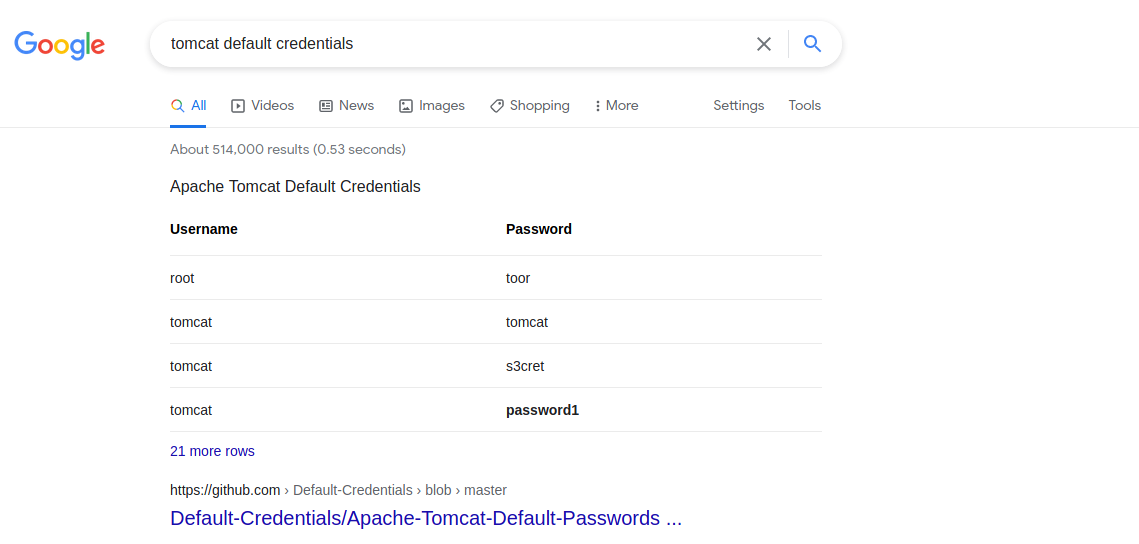 Google
tomcat default credentials
All Videos News Images Shopping More Settings Tools
About 514,000 results (0.53 seconds)
Apache Tomcat Default Credentials
Username Password
root toor
tomcat tomcat
tomcat s3cret
tomcat password1
21 more rows
https://github.com › Default-Credentials › blob › master
Default-Credentials/Apache-Tomcat-Default-Passwords ...